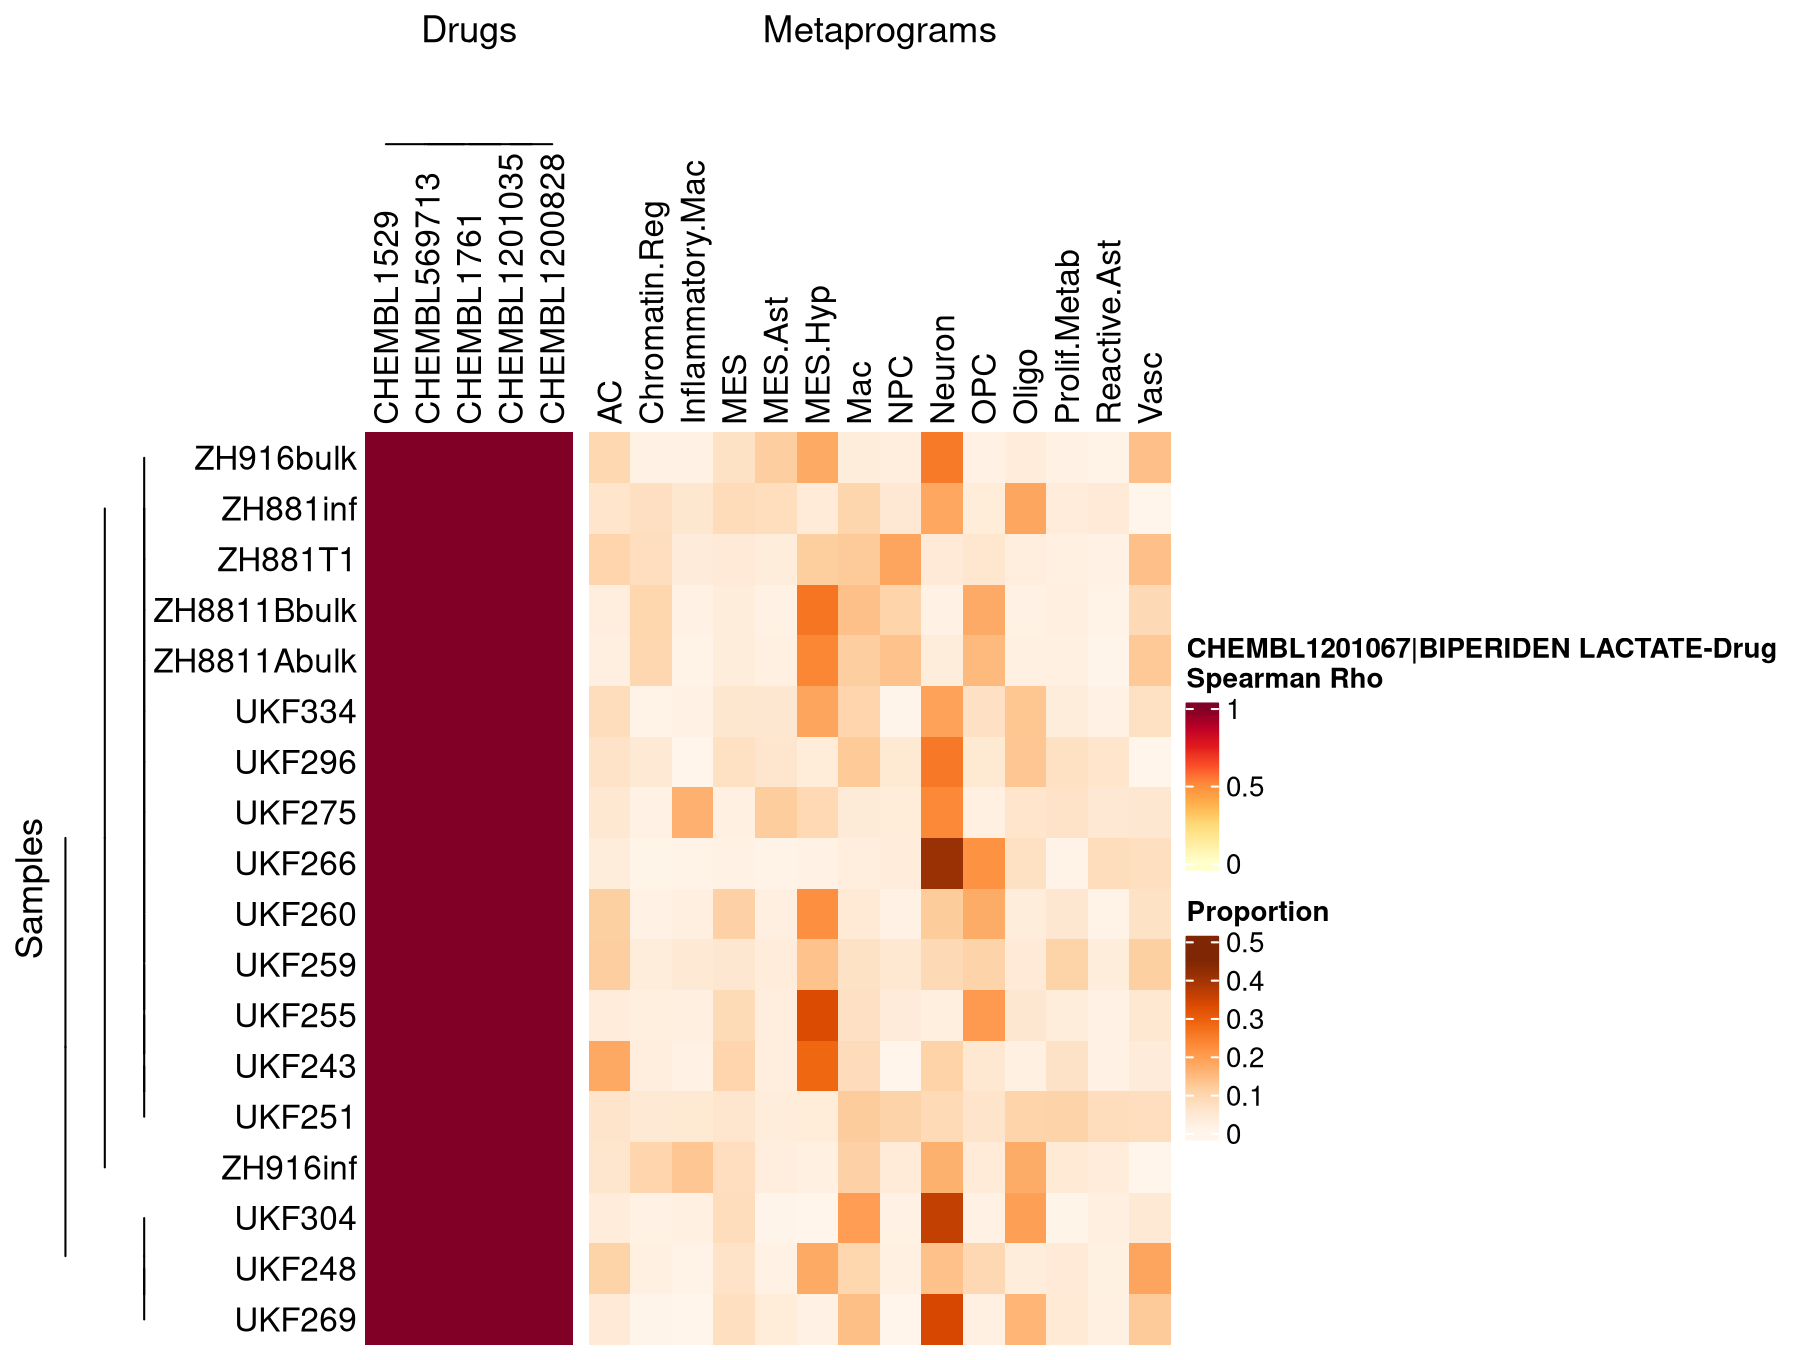 Drugs
Metaprograms
CHEMBL1529
CHEMBL569713
CHEMBL1761
CHEMBL1201035
CHEMBL1200828
AC
Chromatin.Reg
Inflammatory.Mac
MES
MES.Ast
MES.Hyp
Mac
NPC
Neuron
OPC
Oligo
Prolif.Metab
Reactive.Ast
Vasc
Samples
ZH916bulk
ZH881inf
ZH881T1
ZH8811Bbulk
ZH8811Abulk
UKF334
UKF296
UKF275
UKF266
UKF260
UKF259
UKF255
UKF243
UKF251
ZH916inf
UKF304
UKF248
UKF269
CHEMBL1201067|BIPERIDEN LACTATE-Drug
Spearman Rho
1
0.5
0
Proportion
0.5
0.4
0.3
0.2
0.1
0